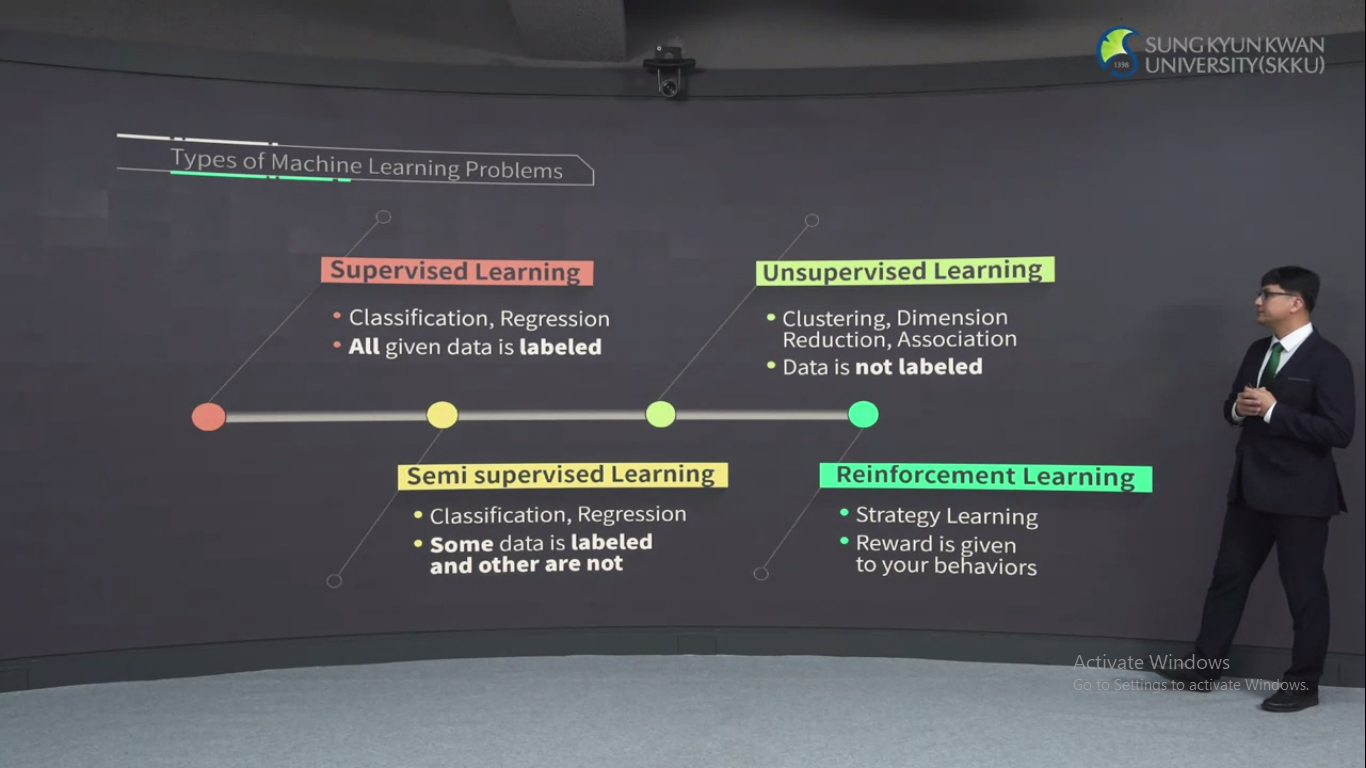 SUNGKYUNKWAN
UNIVERSITY(SKKU)
1398
Types of Machine Learning Problems
Supervised Learning
• Classification, Regression
• All given data is labeled
Unsupervised Learning
• Clustering, Dimension
Reduction, Association
• Data is not labeled
Semi supervised Learning
• Classification, Regression
• Some data is labeled
and other are not
Reinforcement Learning
• Strategy Learning
• Reward is given
to your behaviors
Activate Windows
Go to Settings to activate Windows.